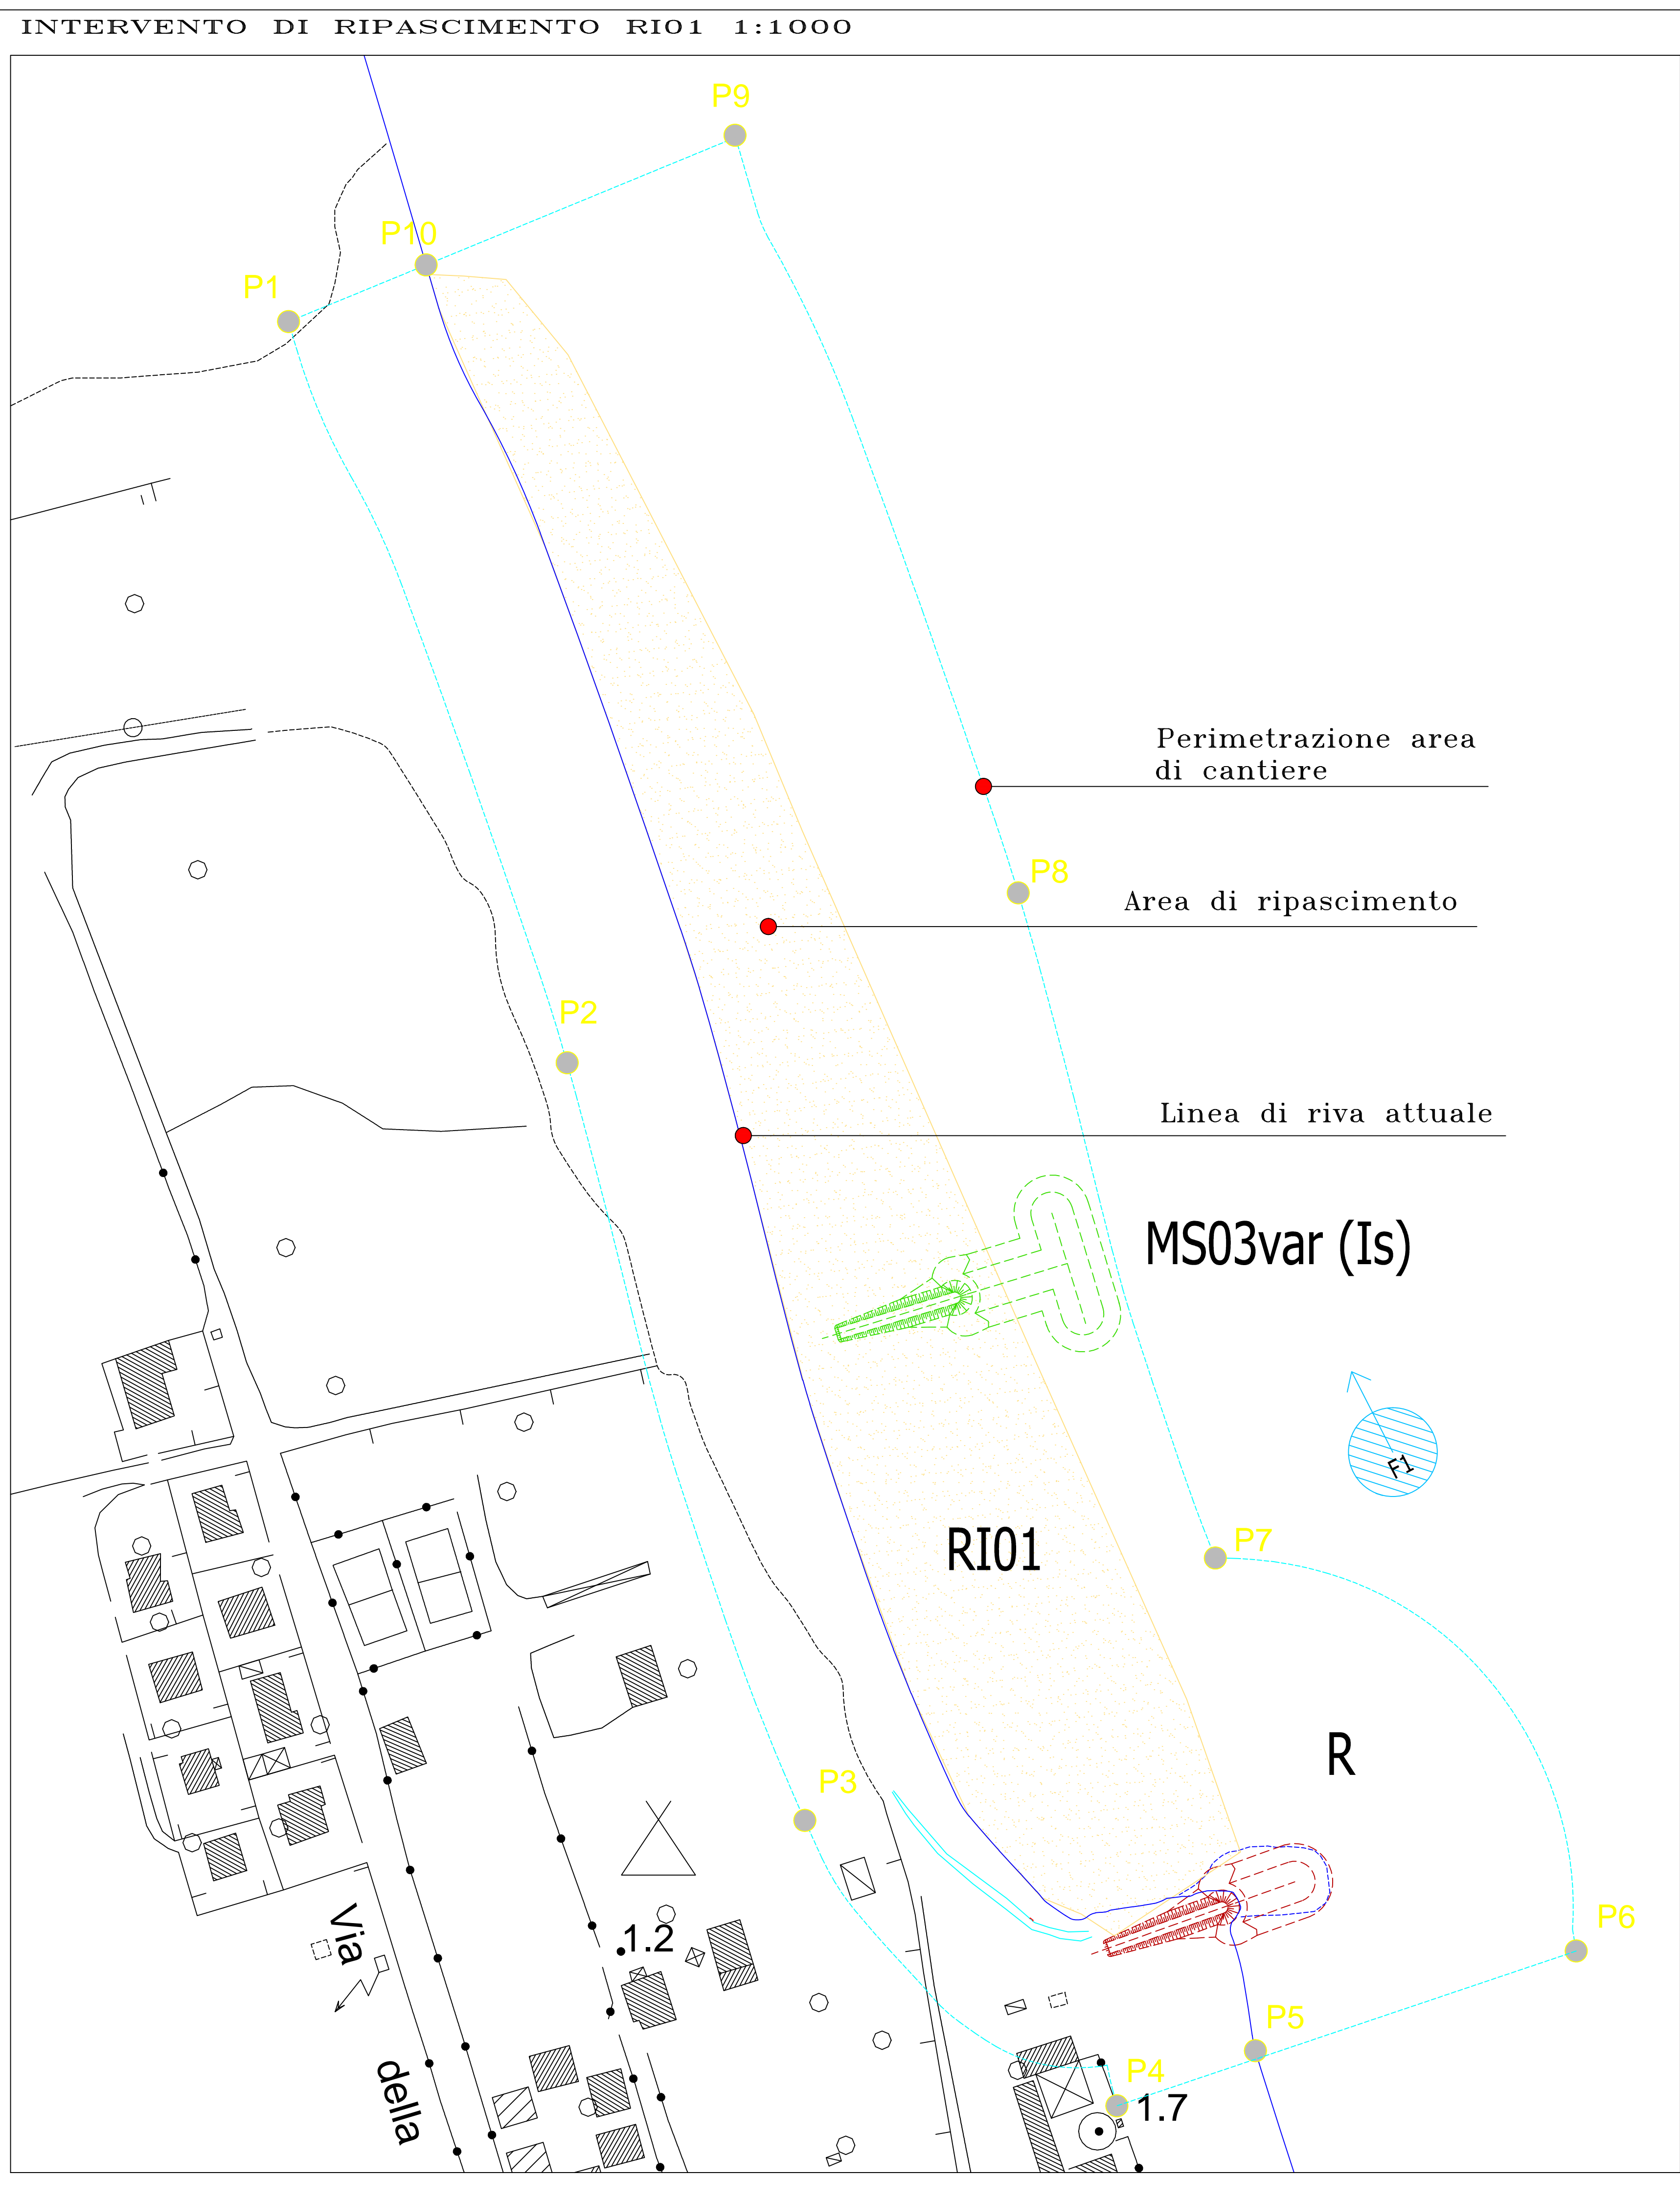 INTERVENTO DI RIPASCIMENTO RI01 1:1000
P9
P10
P1
Perimetrazione area
di cantiere
P8
Area di ripascimento
P2
Linea di riva attuale
MS03var (Is)
F1
P7
RI01
R
P3
P6
Via
1.2
P5
della
P4
1.7